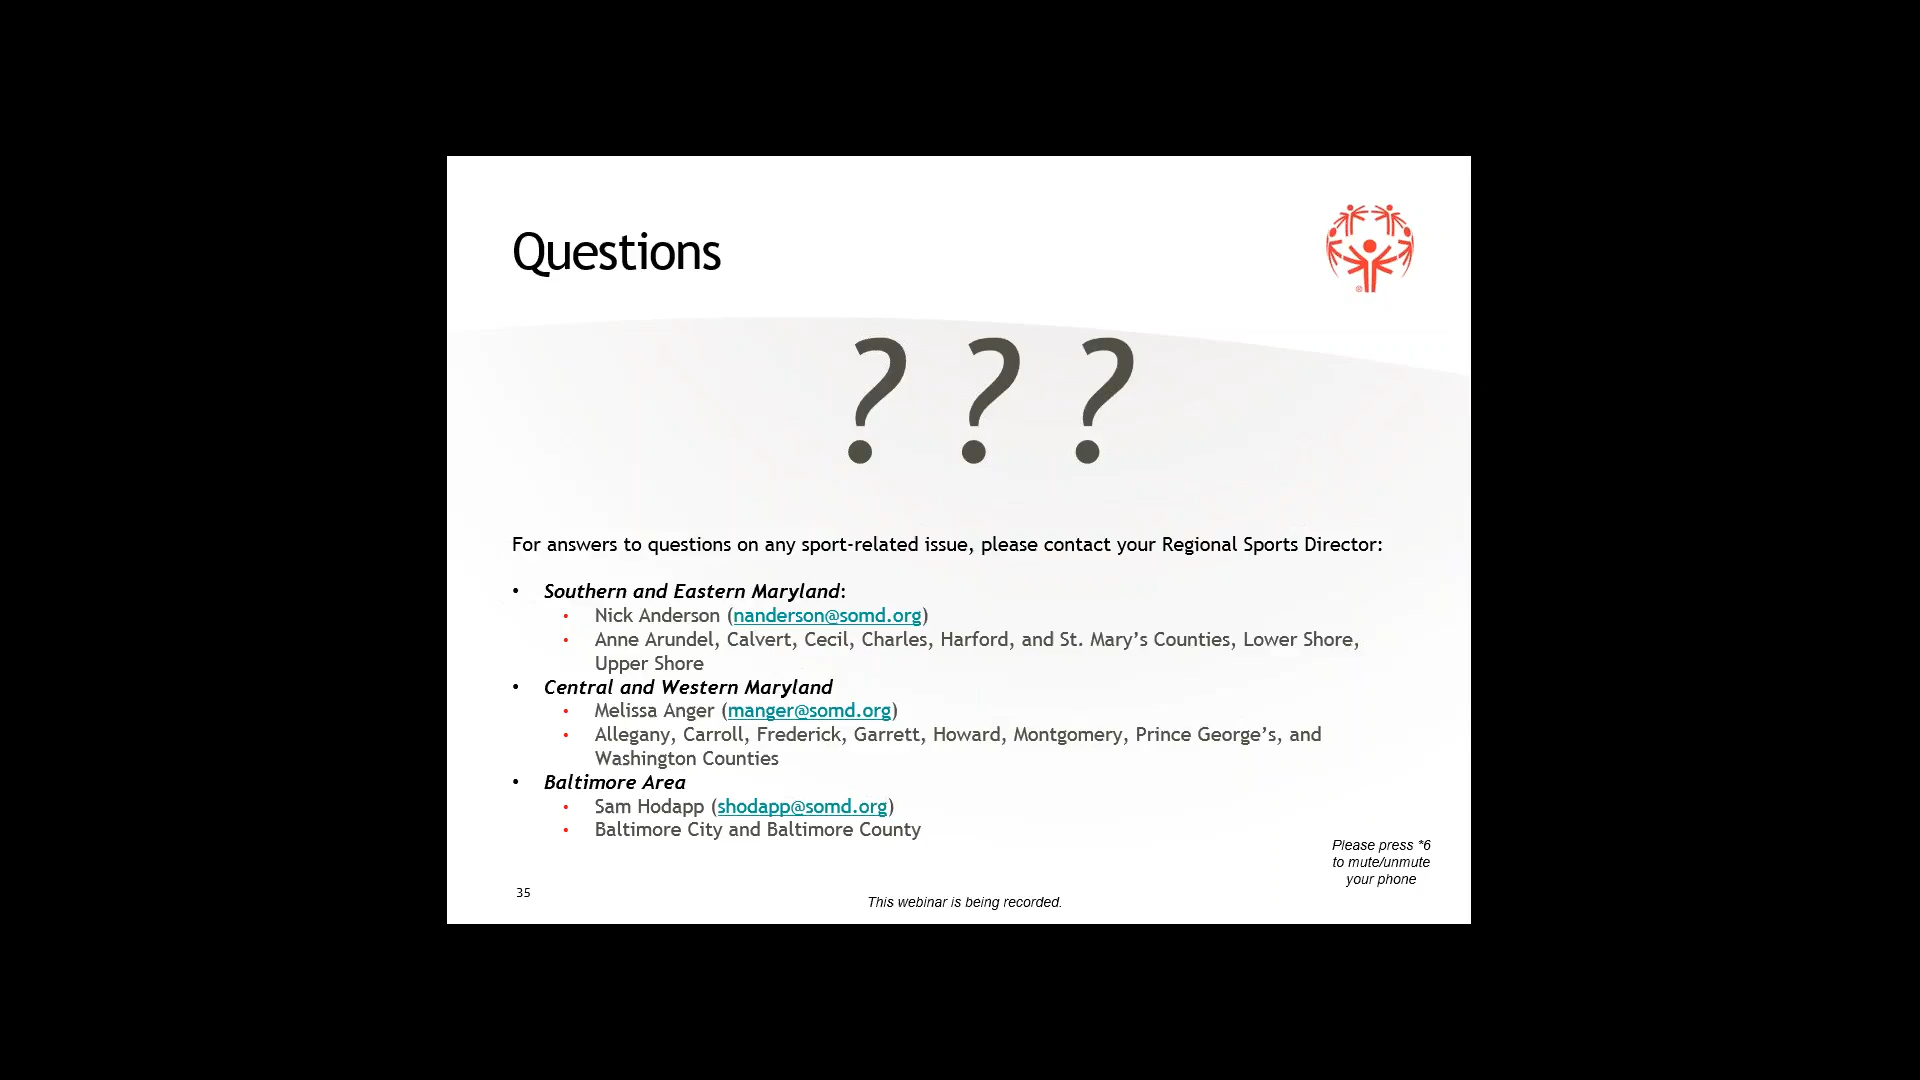 Questions
? ? ?
For answers to questions on any sport-related issue, please contact your Regional Sports Director:
• Southern and Eastern Maryland:
• Nick Anderson (nanderson@somd.org)
• Anne Arundel, Calvert, Cecil, Charles, Harford, and St. Mary’s Counties, Lower Shore,
Upper Shore
• Central and Western Maryland
• Melissa Anger (manger@somd.org)
• Allegany, Carroll, Frederick, Garrett, Howard, Montgomery, Prince George’s, and
Washington Counties
• Baltimore Area
• Sam Hodapp (shodapp@somd.org)
• Baltimore City and Baltimore County
Please press *6
to mute/unmute
your phone
35
This webinar is being recorded.